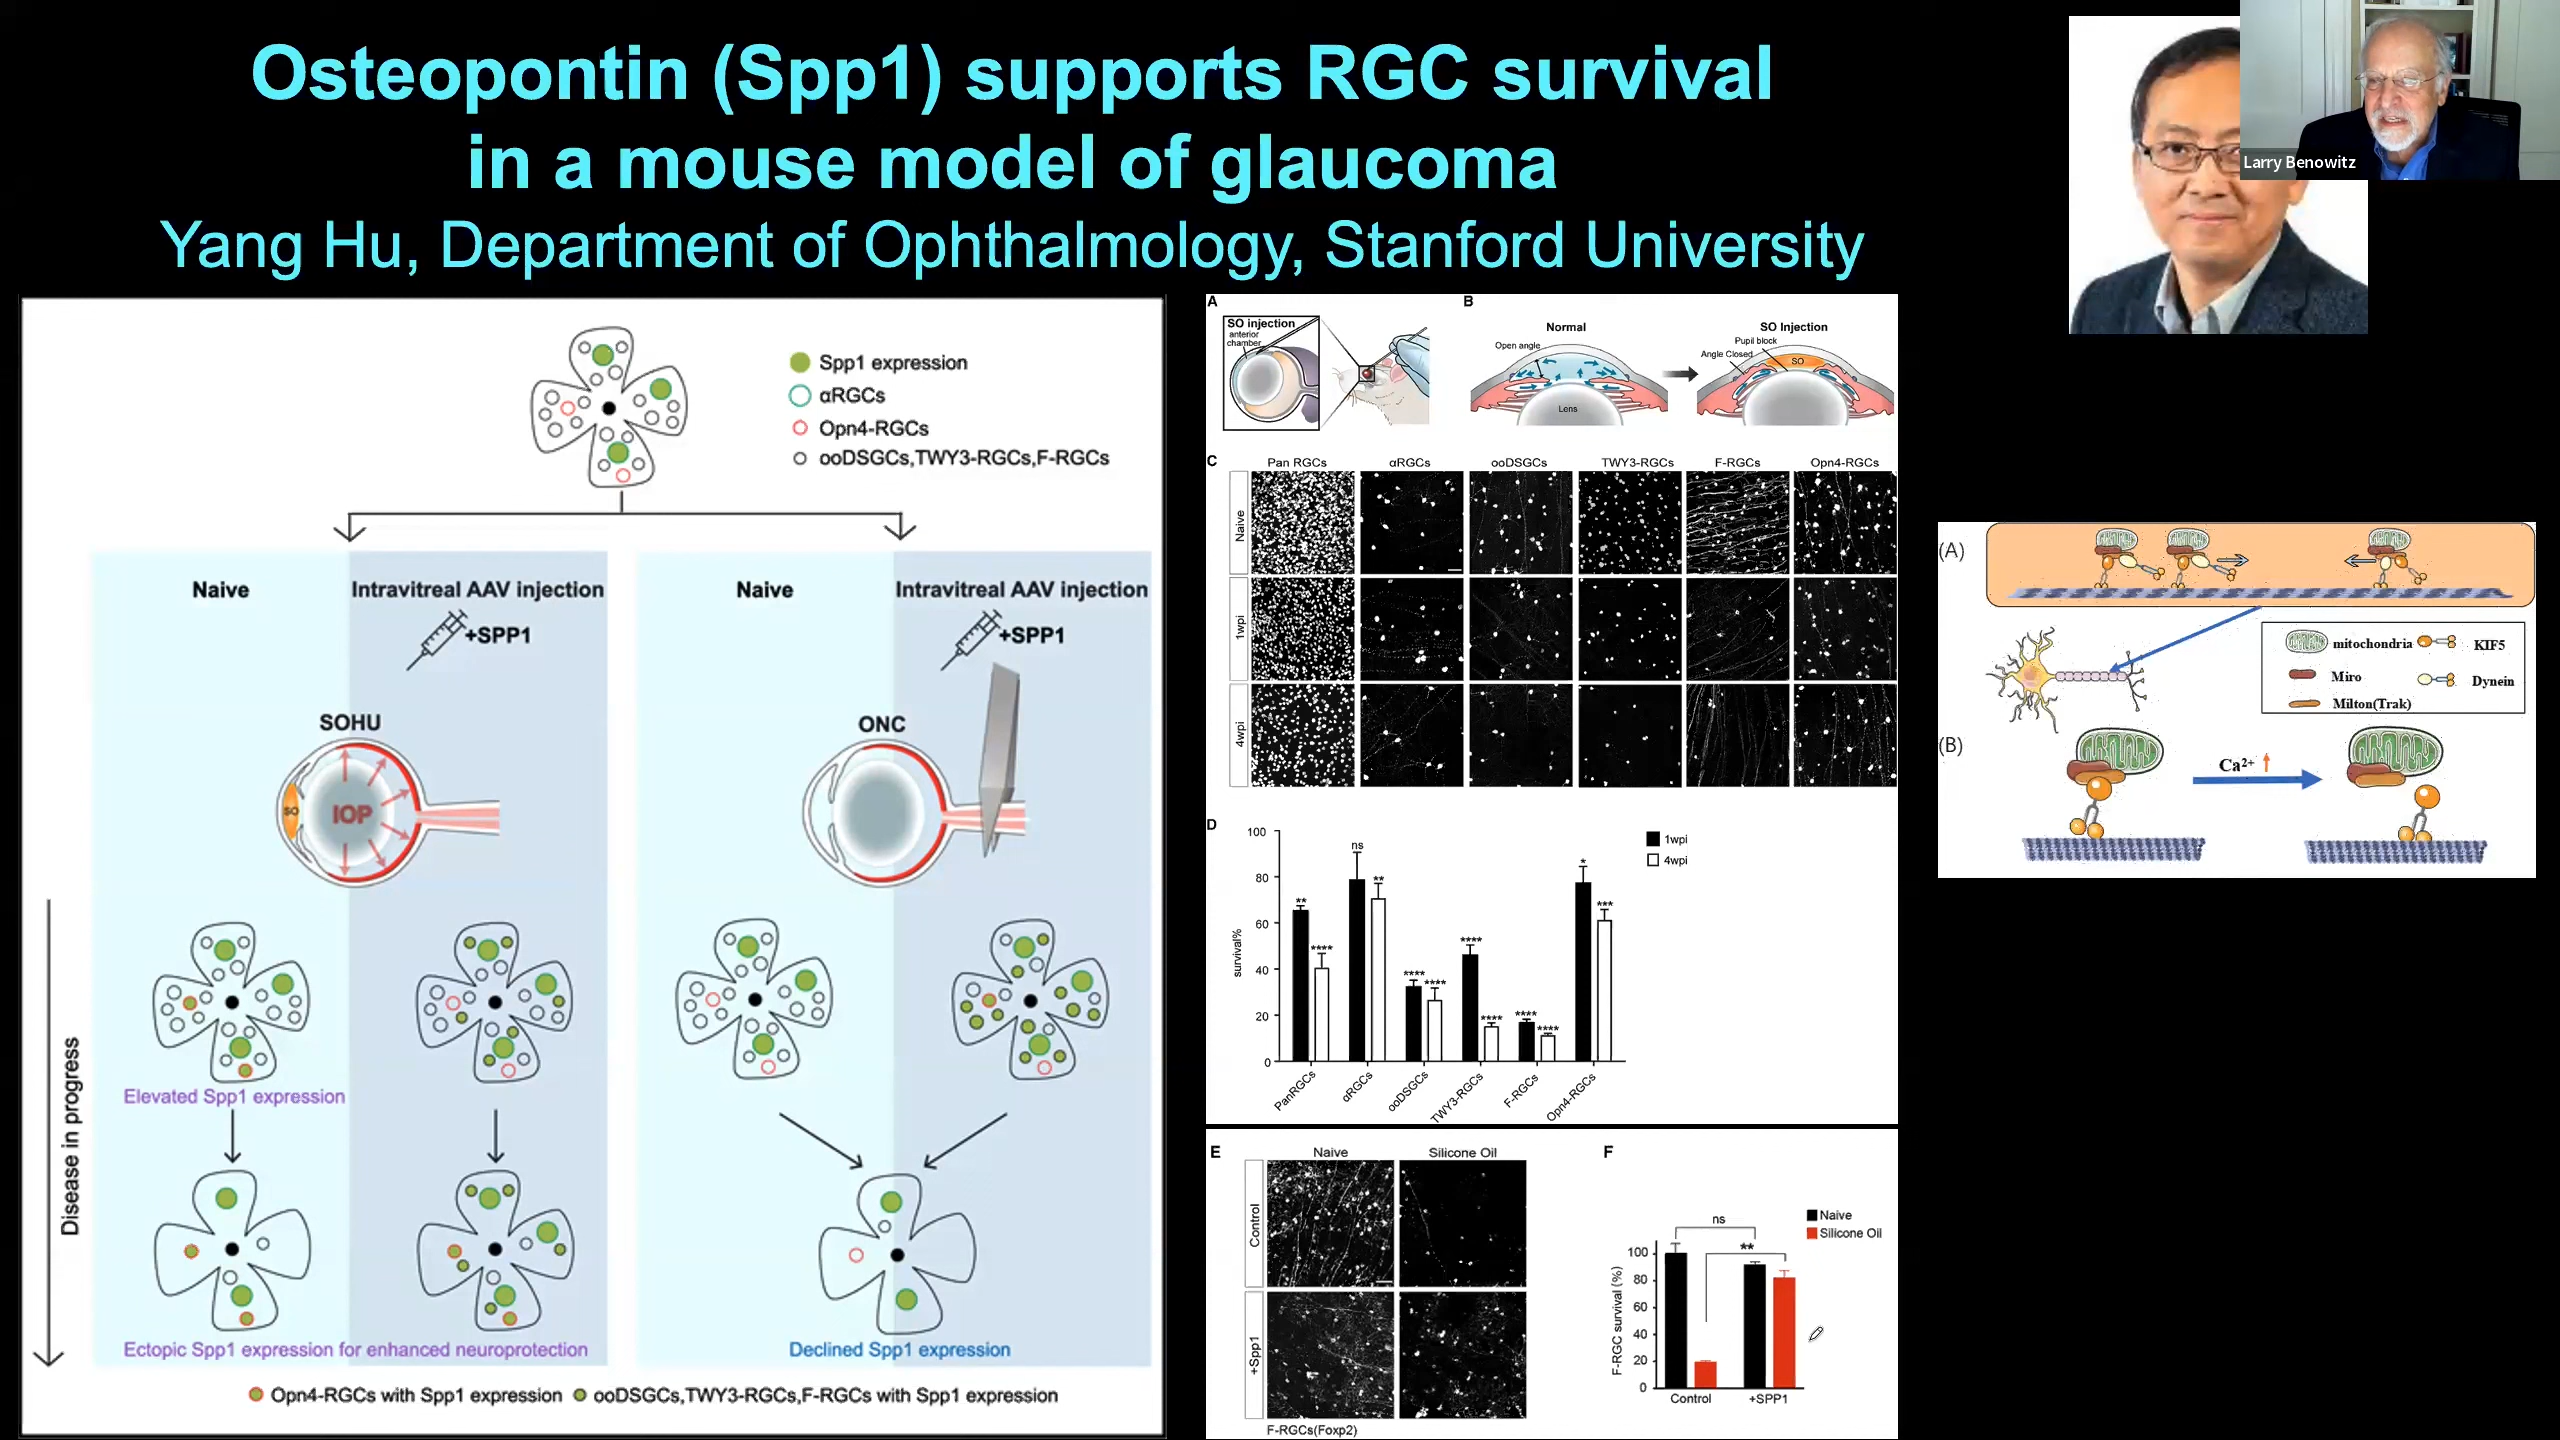 Osteopontin (Spp1) supports RGC survival
in a mouse model of glaucoma
Yang Hu, Department of Ophthalmology, Stanford University
Larry Benowitz
Spp1 expression
αRGCs
Opn4-RGCs
ooDSGCs,TWY3-RGCs,F-RGCs
Naive
Intravitreal AAV injection
+SPP1
SOHU
SO
IOP
Naive
Intravitreal AAV injection
+SPP1
ONC
Disease in progress
Elevated Spp1 expression
Ectopic Spp1 expression for enhanced neuroprotection
Declined Spp1 expression
Opn4-RGCs with Spp1 expression
ooDSGCs,TWY3-RGCs,F-RGCs with Spp1 expression
A
SO injection
anterior
chamber
B
Normal
Open angle
Lens
SO Injection
Pupil block
Angle Closed
SO
C
Pan RGCs
αRGCs
ooDSGCs
TWY3-RGCs
F-RGCs
Opn4-RGCs
Naive
1wpi
4wpi
D
survival%
100
80
60
40
20
0
**
****
ns
**
****
****
****
****
****
****
*
***
1wpi
4wpi
PanRGCs
αRGCs
ooDSGCs
TWY3-RGCs
F-RGCs
Opn4-RGCs
E
Naive
Silicone Oil
Control
+Spp1
F-RGCs(Foxp2)
F
Naive
Silicone Oil
ns
**
F-RGC survival (%)
100
80
60
40
20
0
Control
+SPP1
(A)
mitochondria
KIF5
Miro
Dynein
Milton(Trak)
(B)
Ca²⁺ ↑